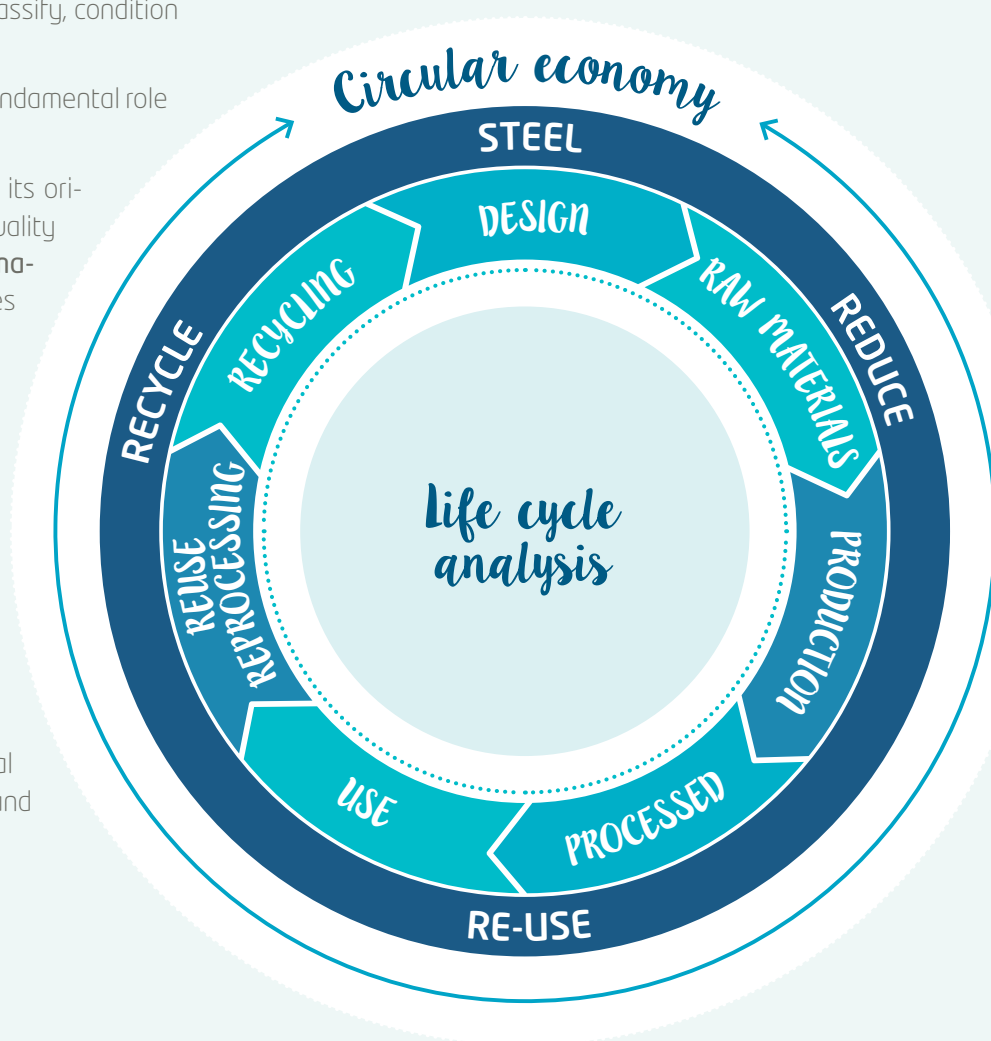 assify, condition
ndamental role
its ori-
uality
na-
es
al
and
Circular economy
STEEL
REDUCE
RE-USE
RECYCLE
DESIGN
RAW MATERIALS
PRODUCTION
PROCESSED
USE
REUSE
REPROCESSING
RECYCLING
Life cycle
analysis